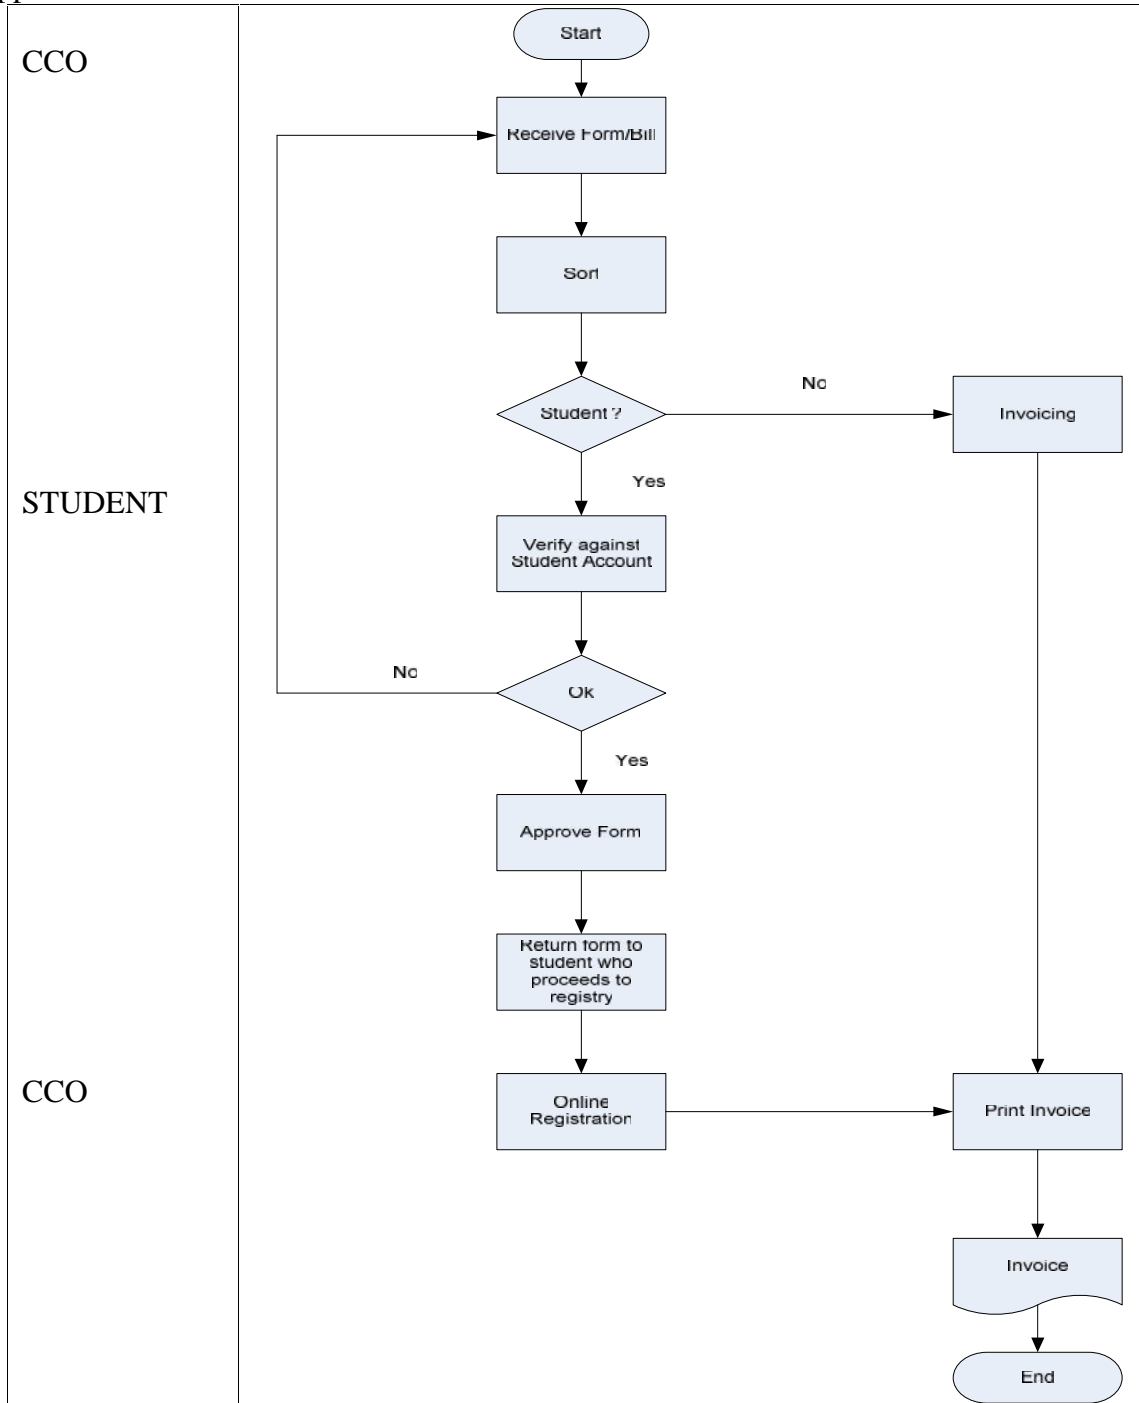 Start
CCO
Receive Form/Bill
Sort
No
Student ?
Invoicing
Yes
STUDENT
Verify against
Student Account
No
Ok
Yes
Approve Form
Return form to
student who
proceeds to
registry
CCO
Online
Registration
Print Invoice
Invoice
End